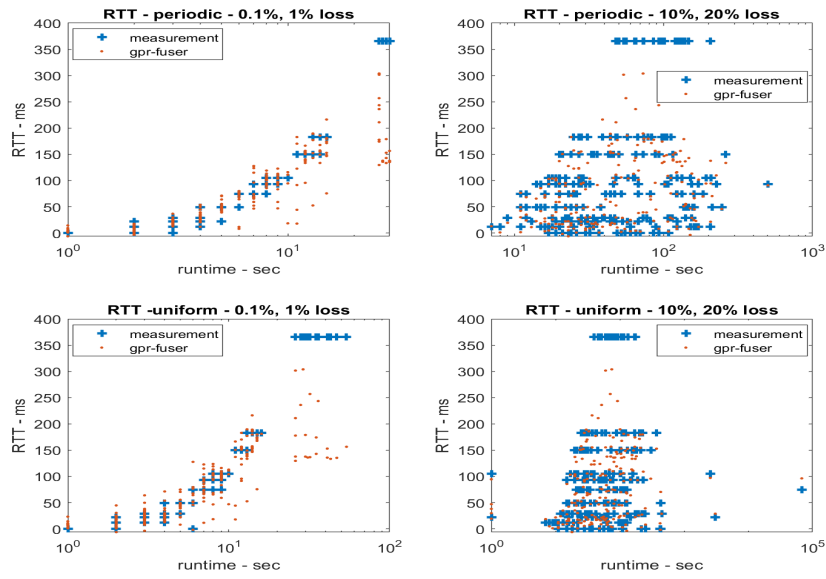 RTT - periodic - 0.1%, 1% loss
400
350
300
250
200
150
100
50
0
RTT - ms
measurement
gpr-fuser
10^0
10^1
runtime - sec
RTT - periodic - 10%, 20% loss
400
350
300
250
200
150
100
50
0
RTT - ms
measurement
gpr-fuser
10^1
10^2
10^3
runtime - sec
RTT -uniform - 0.1%, 1% loss
400
350
300
250
200
150
100
50
0
RTT - ms
measurement
gpr-fuser
10^0
10^1
10^2
runtime - sec
RTT - uniform - 10%, 20% loss
400
350
300
250
200
150
100
50
0
RTT - ms
measurement
gpr-fuser
10^0
10^5
runtime - sec